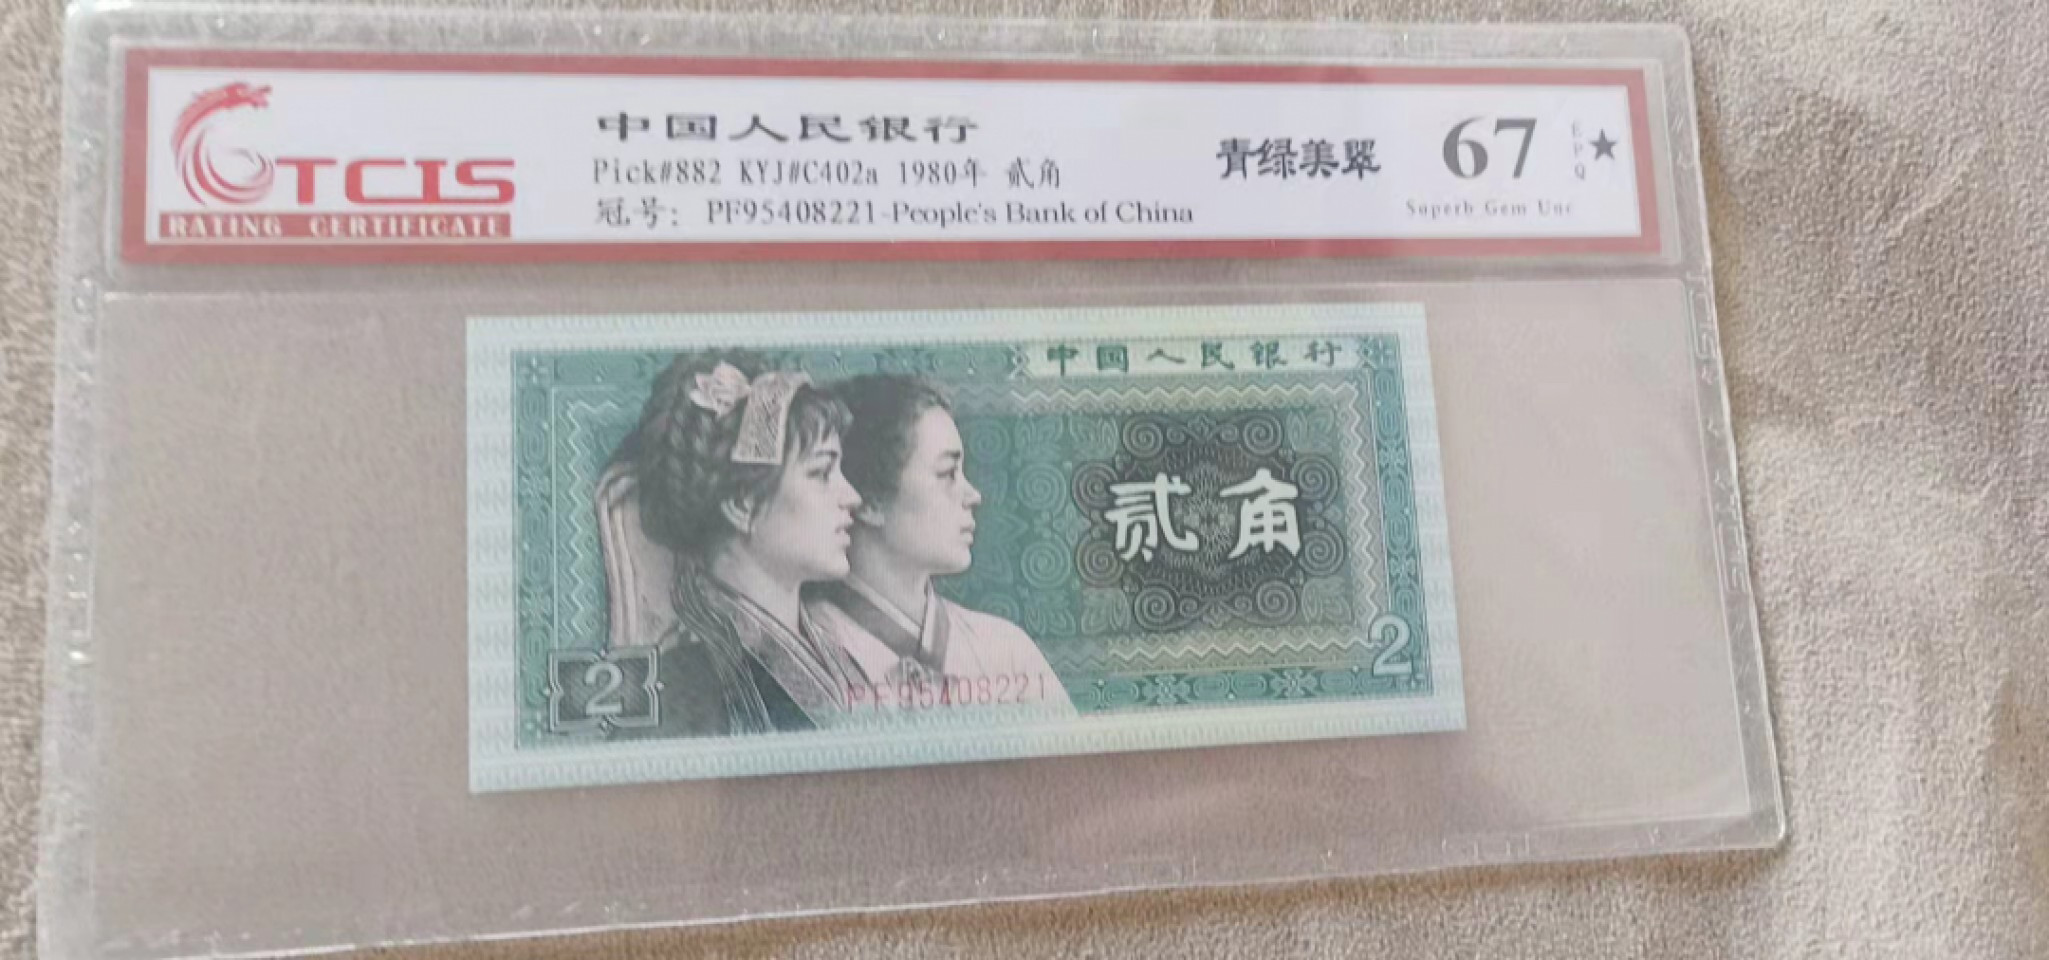 TCIS
RATING CERTIFICATE
中国人民银行
Pick#882 KYJ#C402a 1980年 贰角
冠号: PF95408221-People's Bank of China
青绿美翠
67
EPQ
★
Superb Gem Unc
中国人民银行
贰角
2
2
PF95408221